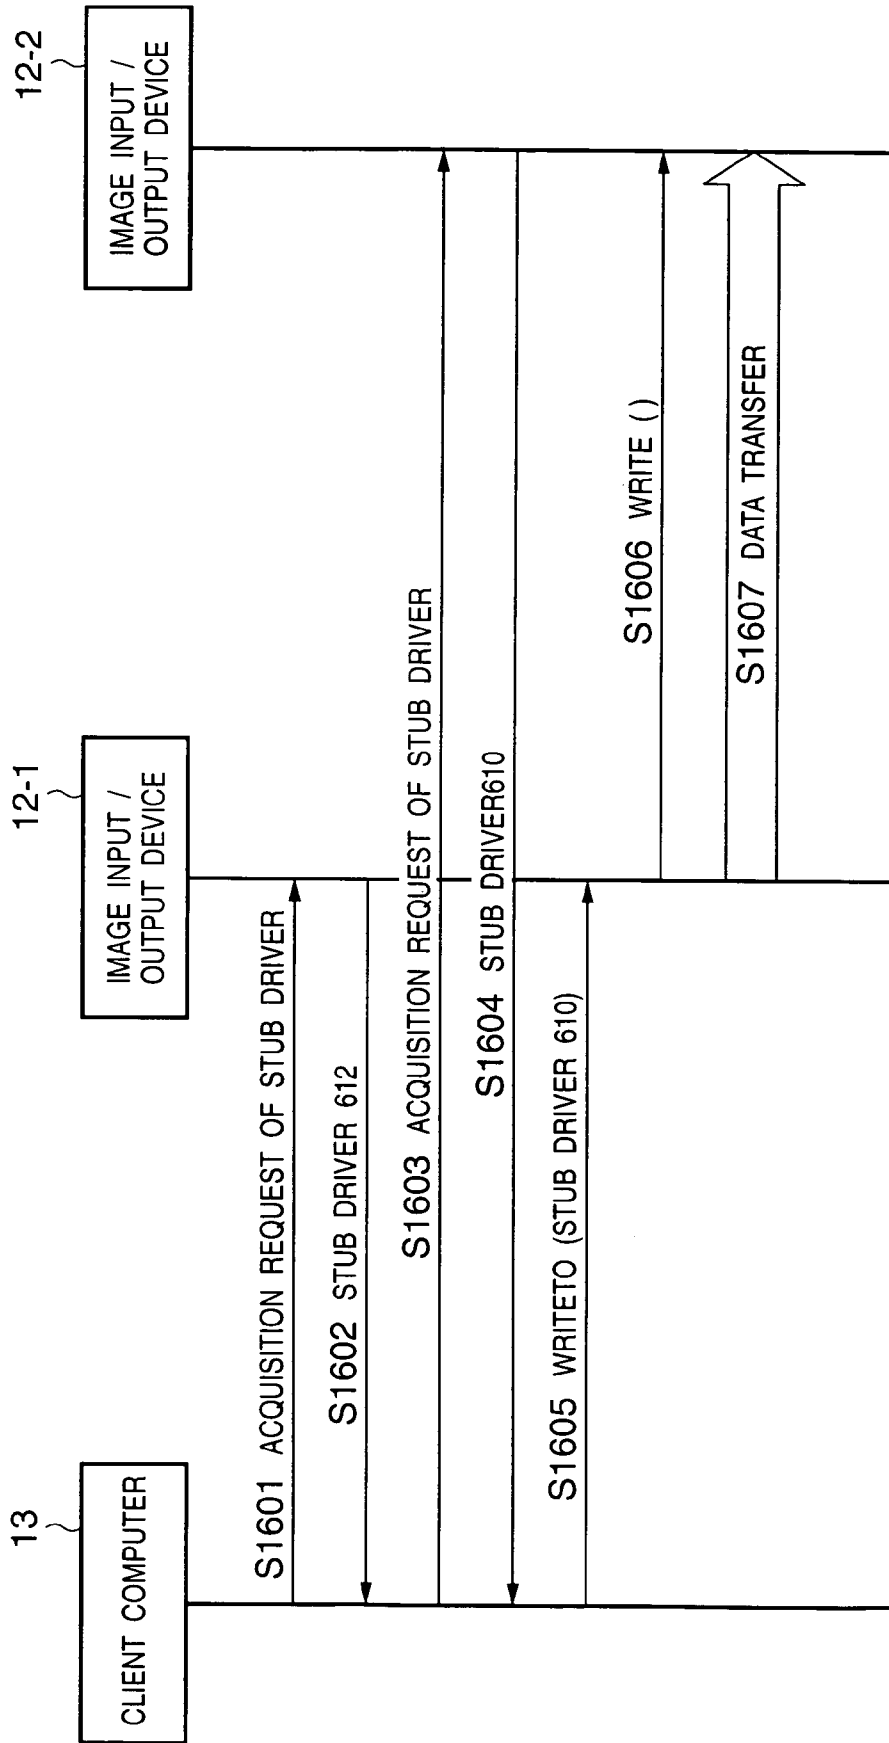 13
CLIENT COMPUTER
12-1
IMAGE INPUT /
OUTPUT DEVICE
12-2
IMAGE INPUT /
OUTPUT DEVICE
S1601 ACQUISITION REQUEST OF STUB DRIVER
S1602 STUB DRIVER 612
S1603 ACQUISITION REQUEST OF STUB DRIVER
S1604 STUB DRIVER610
S1605 WRITETO (STUB DRIVER 610)
S1606 WRITE ( )
S1607 DATA TRANSFER